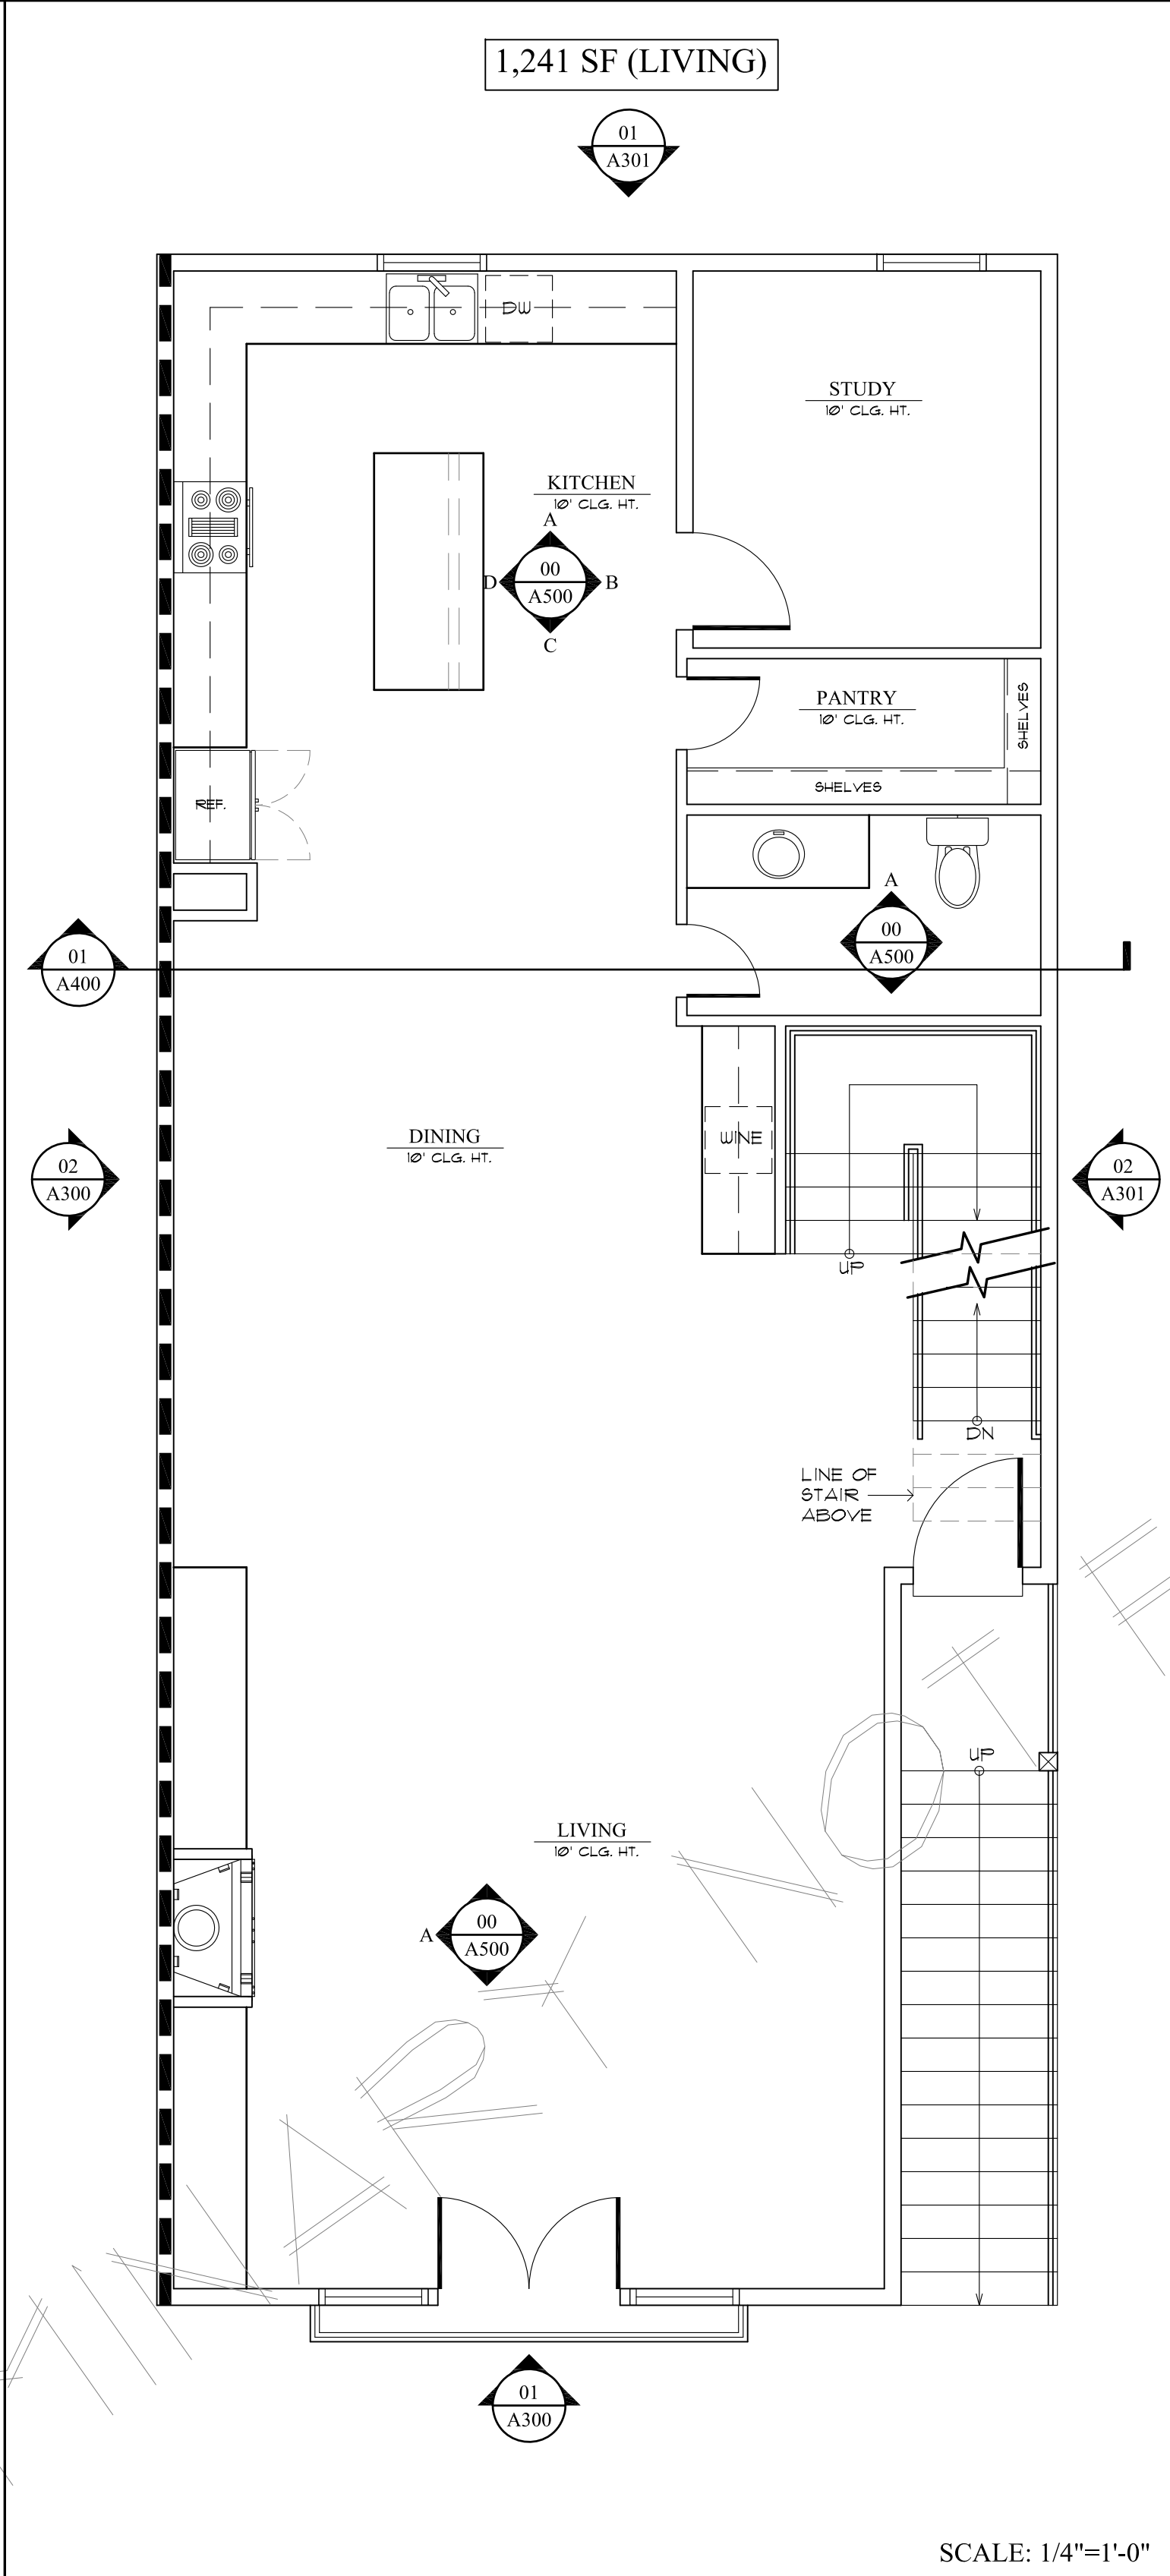 1,241 SF (LIVING)
01
A301
DW
STUDY
10' CLG. HT.
KITCHEN
10' CLG. HT.
A
D
00
A500
B
C
PANTRY
10' CLG. HT.
SHELVES
SHELVES
REF.
A
00
A500
01
A400
DINING
10' CLG. HT.
WINE
02
A300
02
A301
UP
DN
LINE OF
STAIR
ABOVE
UP
LIVING
10' CLG. HT.
A
00
A500
01
A300
SCALE: 1/4"=1'-0"